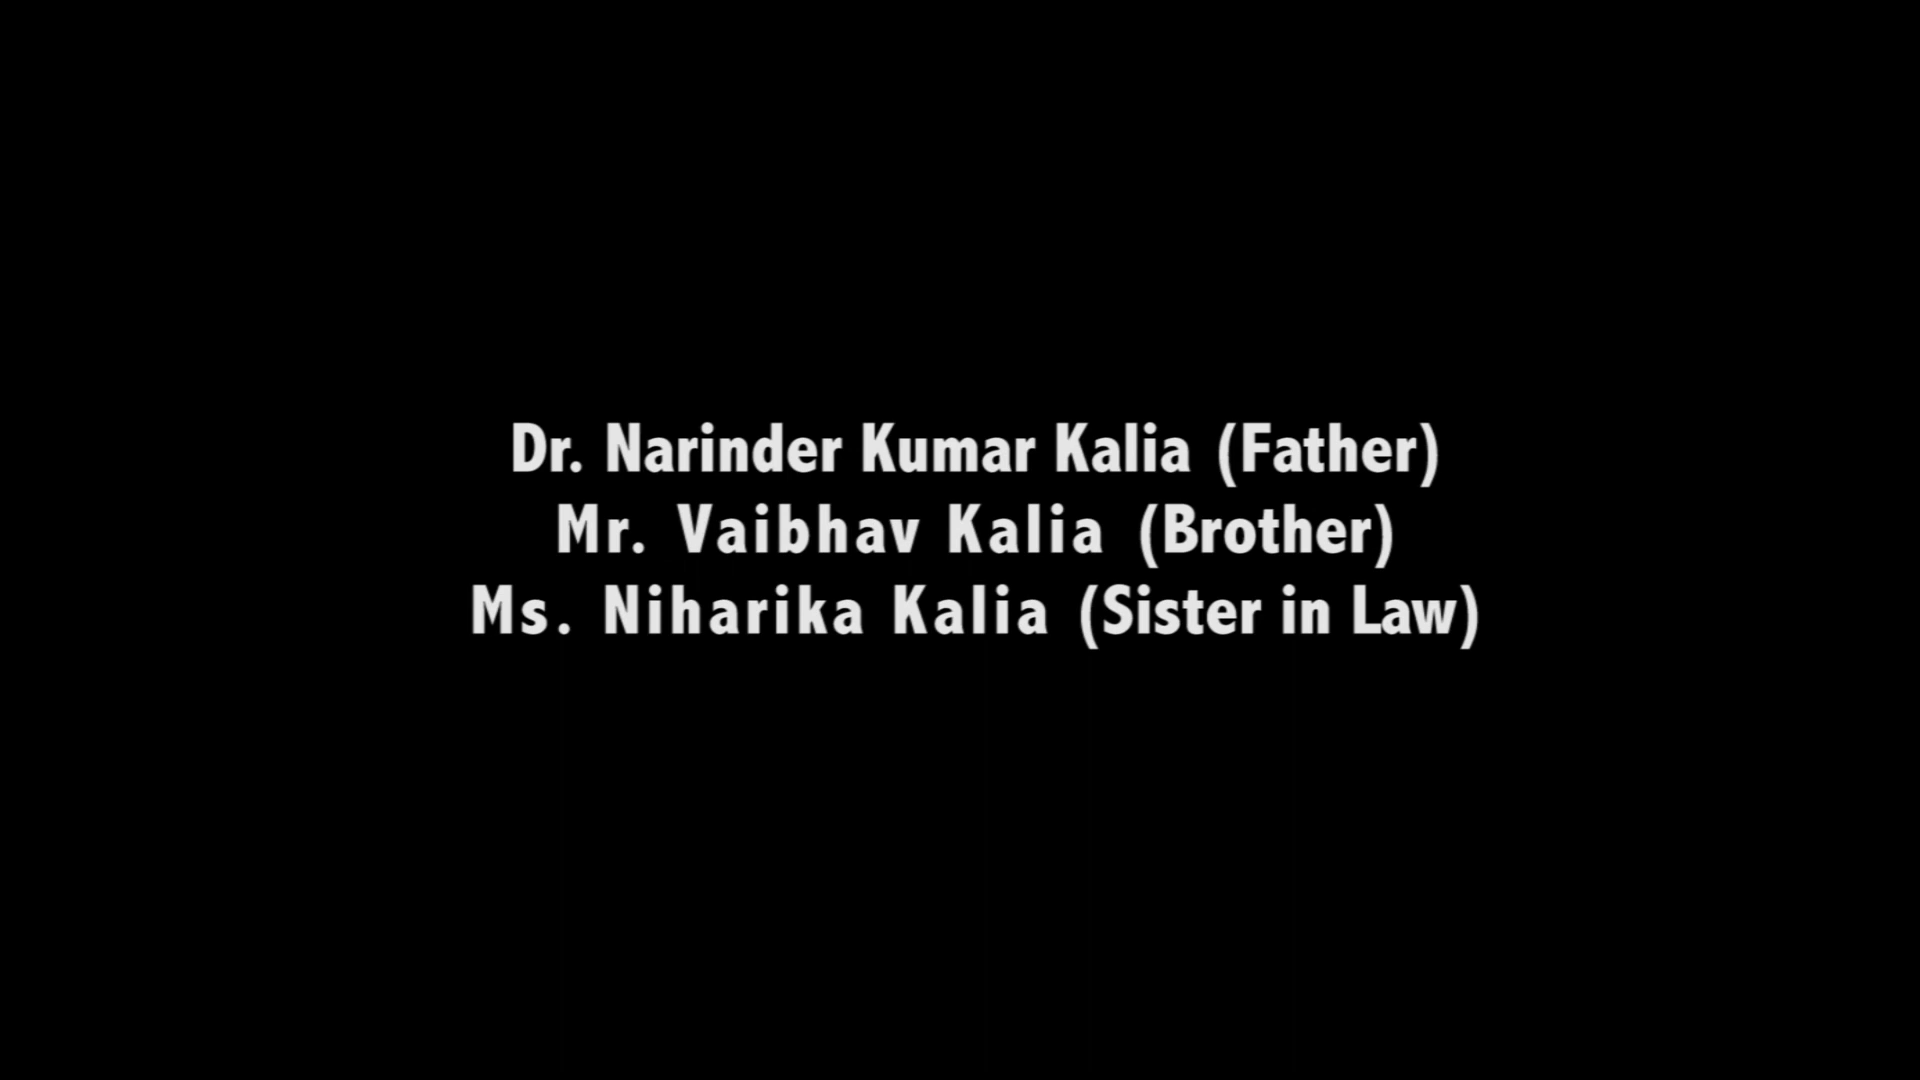 Dr. Narinder Kumar Kalia (Father)
Mr. Vaibhav Kalia (Brother)
Ms. Niharika Kalia (Sister in Law)